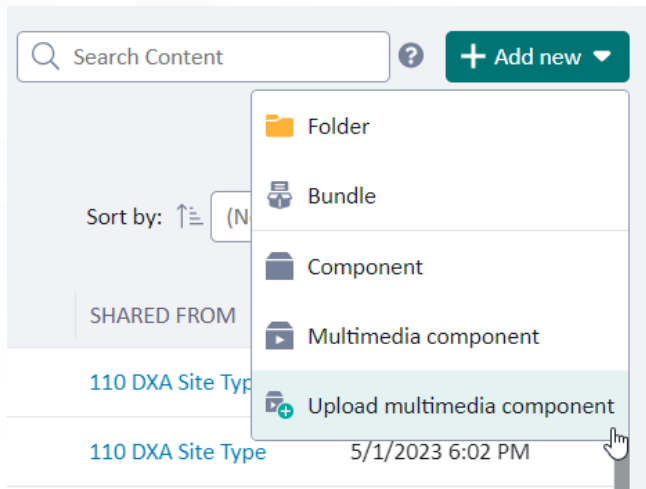 Search Content
? + Add new
Folder
Bundle
Sort by: (N
Component
SHARED FROM
Multimedia component
110 DXA Site Typ
Upload multimedia component
110 DXA Site Type 5/1/2023 6:02 PM